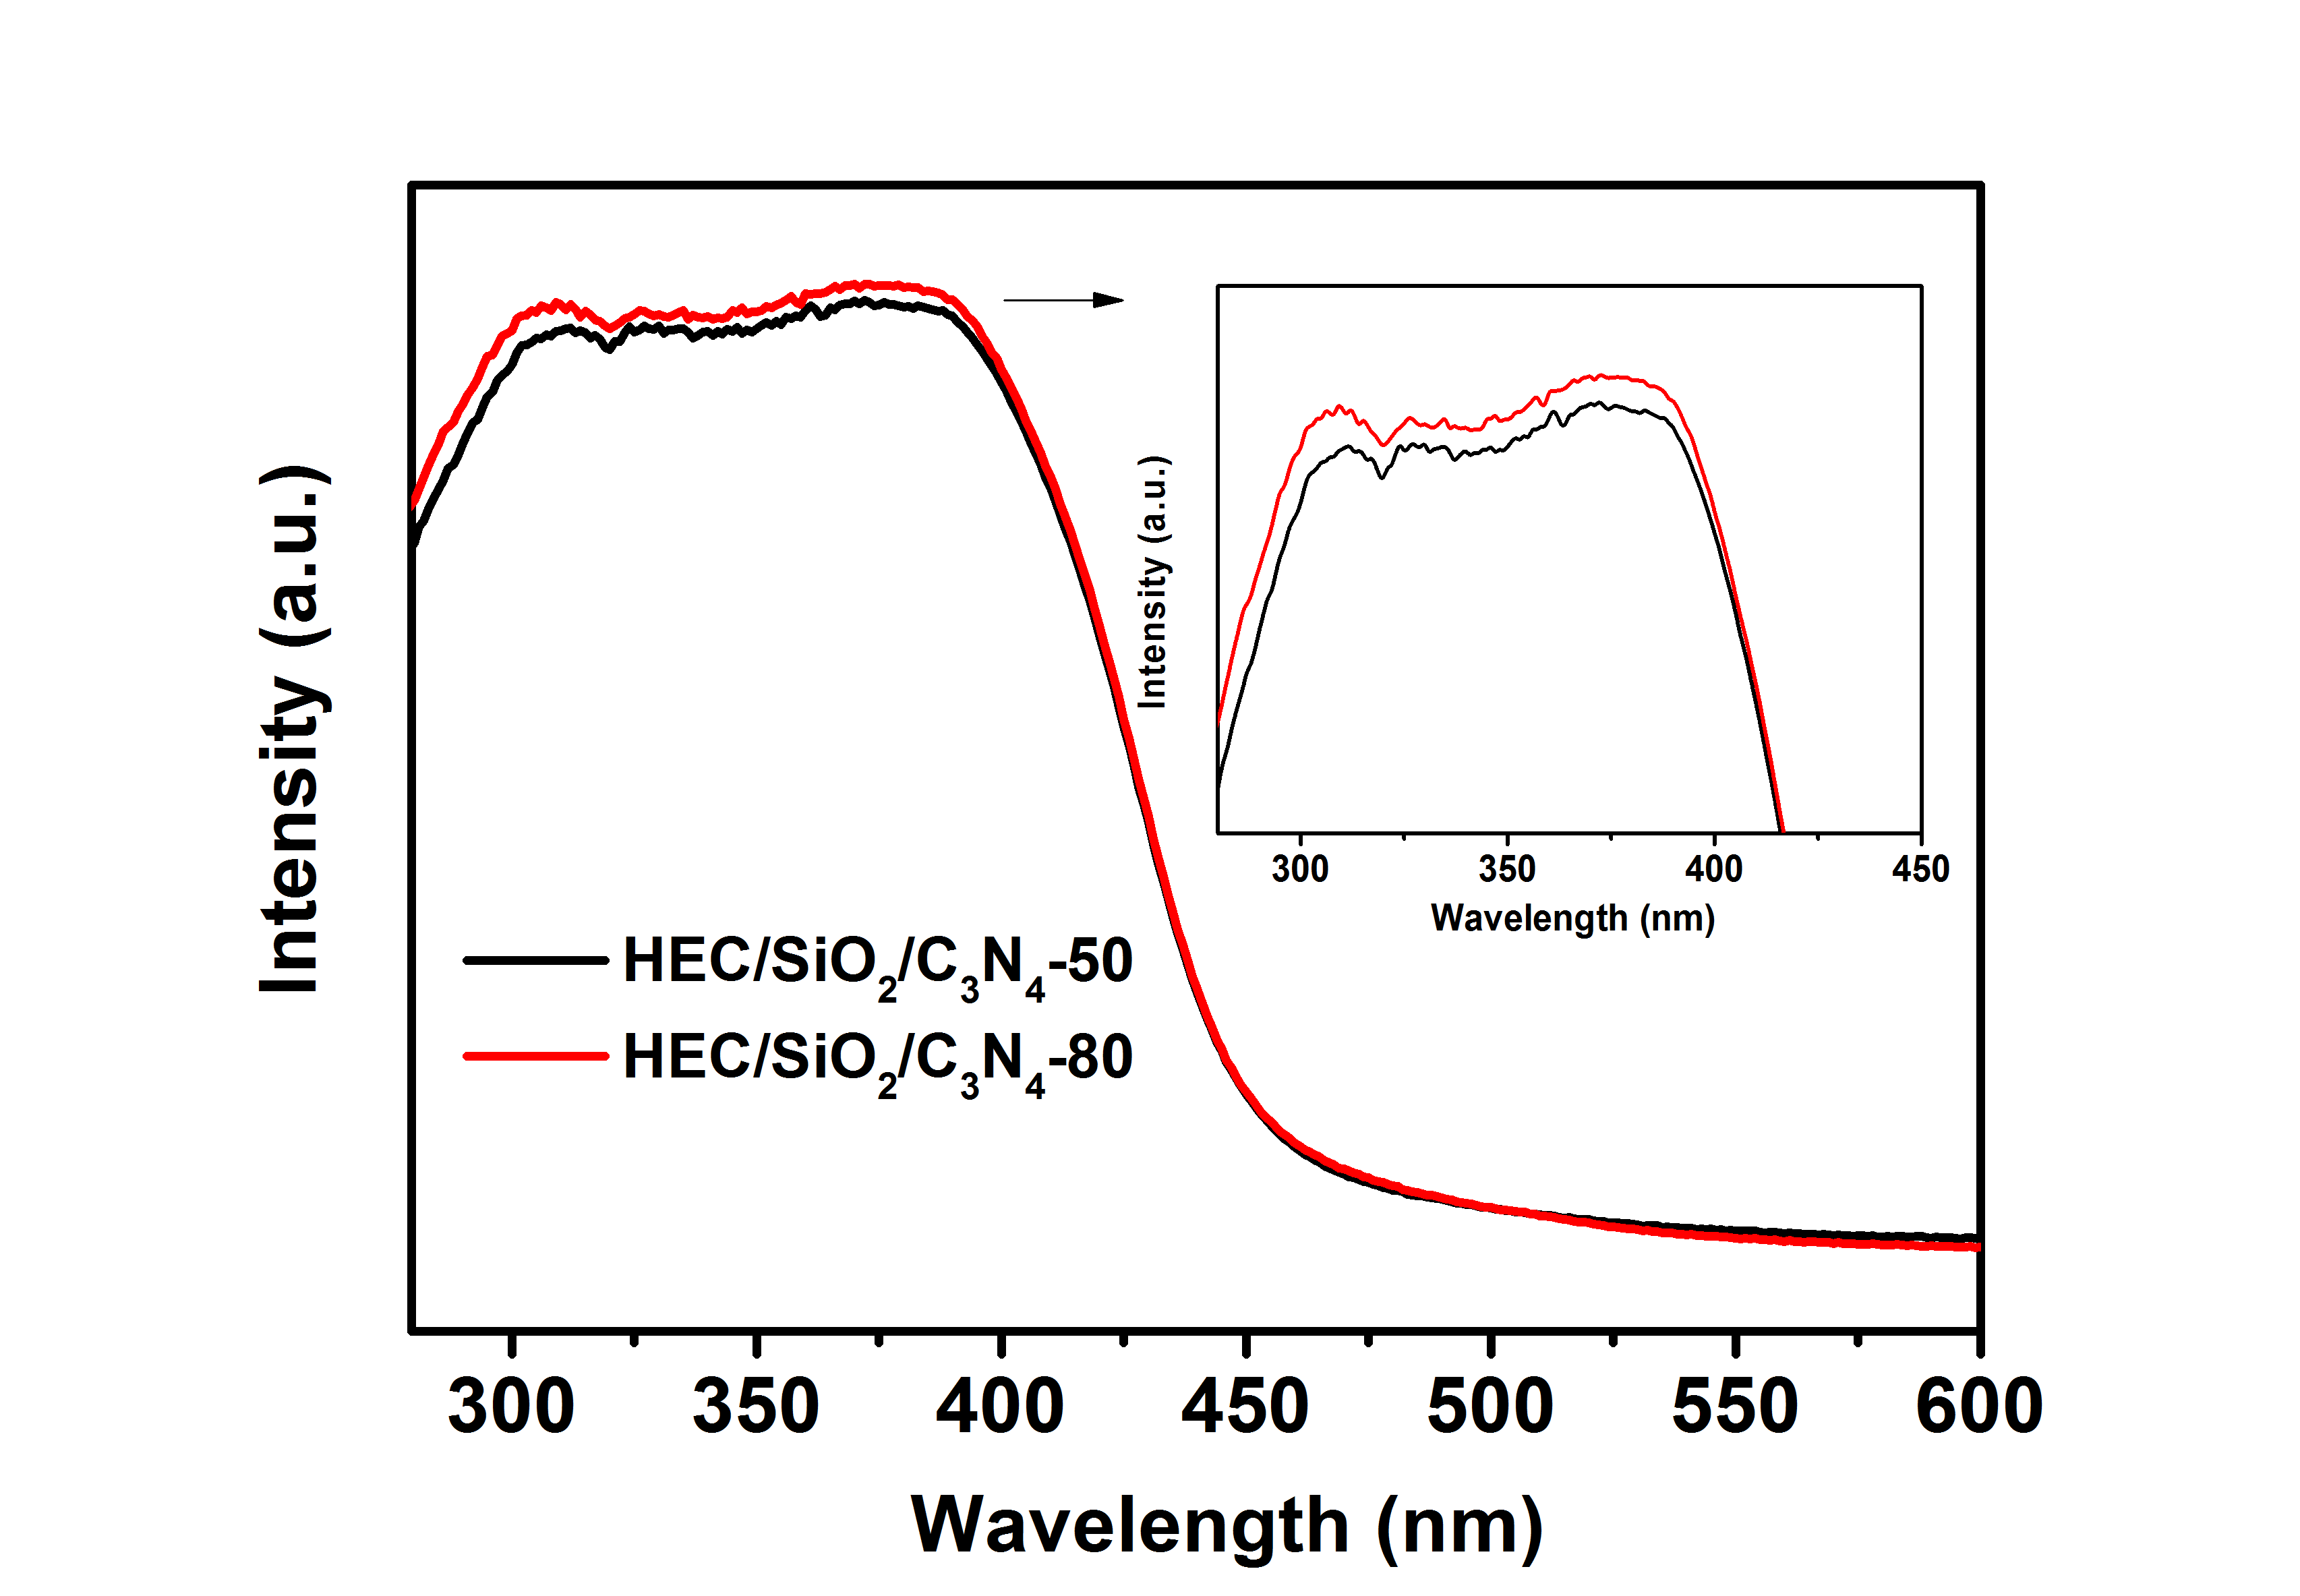 Intensity (a.u.)
HEC/SiO₂/C₃N₄-50
HEC/SiO₂/C₃N₄-80
Intensity (a.u.)
300 350 400 450
Wavelength (nm)
300 350 400 450 500 550 600
Wavelength (nm)